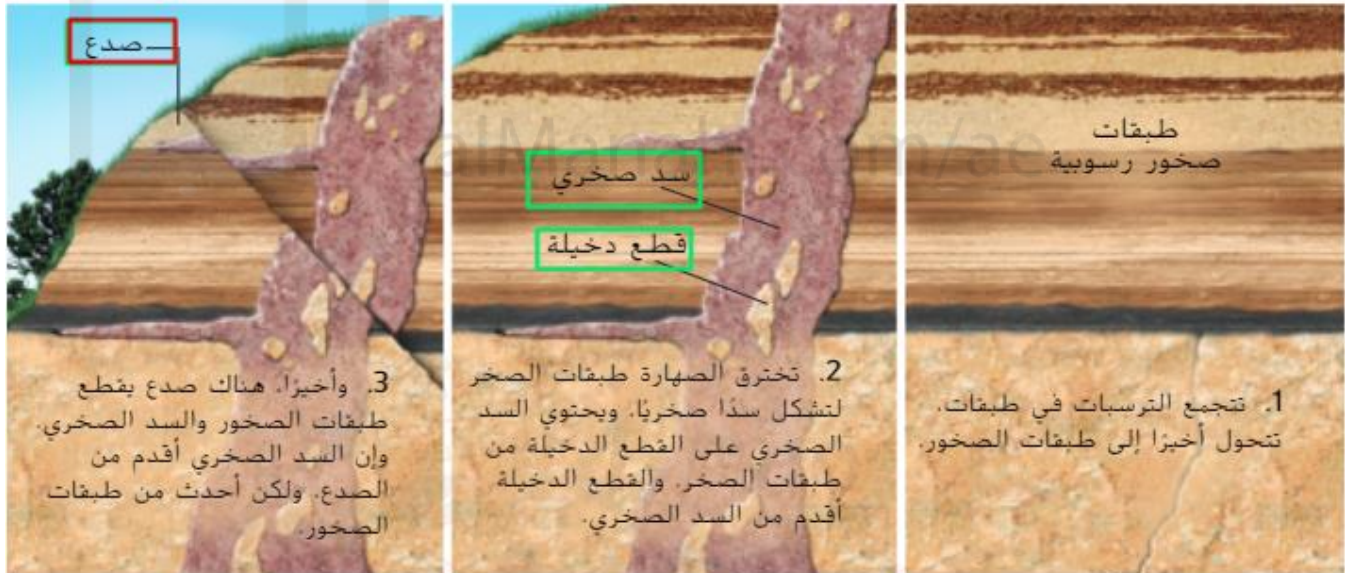 طبقات
صخور رسوبية
1. تتجمع الترسبات في طبقات،
تتحول أخيرًا إلى طبقات الصخور.
سد صخري
قطع دخيلة
2. تخترق الصهارة طبقات الصخر
لتشكل سدًا صخريًا. ويحتوي السد
الصخري على القطع الدخيلة من
طبقات الصخر. والقطع الدخيلة
أقدم من السد الصخري.
صدع
3. وأخيرًا، هناك صدع يقطع
طبقات الصخور والسد الصخري.
وإن السد الصخري أقدم من
الصدع، ولكن أحدث من طبقات
الصخور.